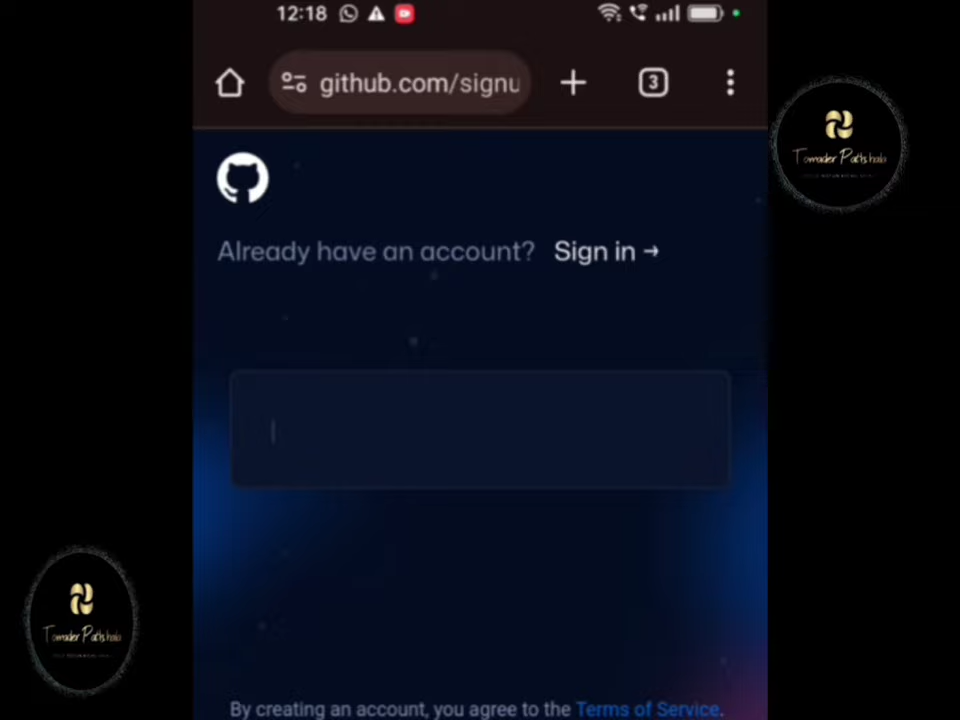 12:18
github.com/signu
3
Already have an account? Sign in →
By creating an account, you agree to the Terms of Service.